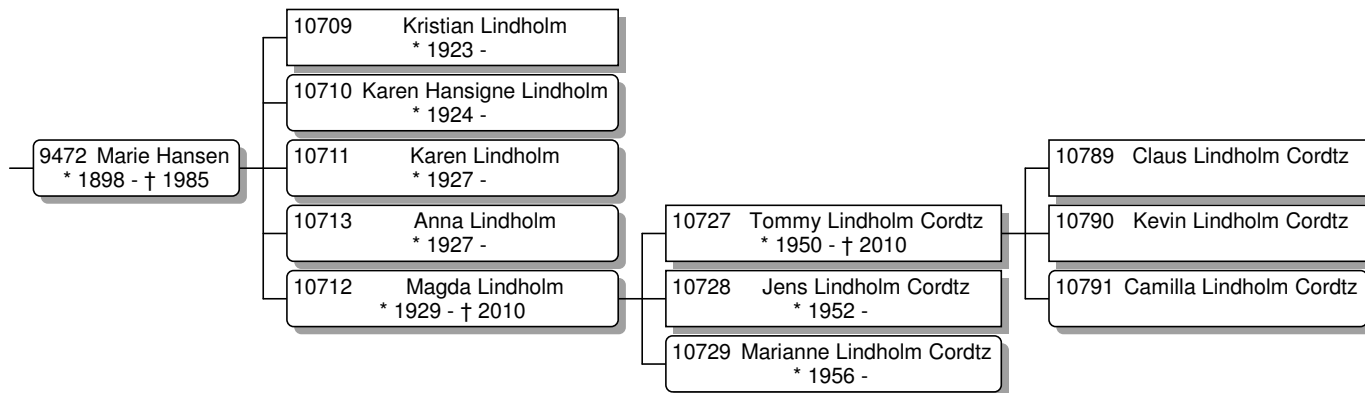 10709 Kristian Lindholm
* 1923 -
10710 Karen Hansigne Lindholm
* 1924 -
9472 Marie Hansen
* 1898 - † 1985
10711 Karen Lindholm
* 1927 -
10713 Anna Lindholm
* 1927 -
10712 Magda Lindholm
* 1929 - † 2010
10727 Tommy Lindholm Cordtz
* 1950 - † 2010
10728 Jens Lindholm Cordtz
* 1952 -
10729 Marianne Lindholm Cordtz
* 1956 -
10789 Claus Lindholm Cordtz
10790 Kevin Lindholm Cordtz
10791 Camilla Lindholm Cordtz